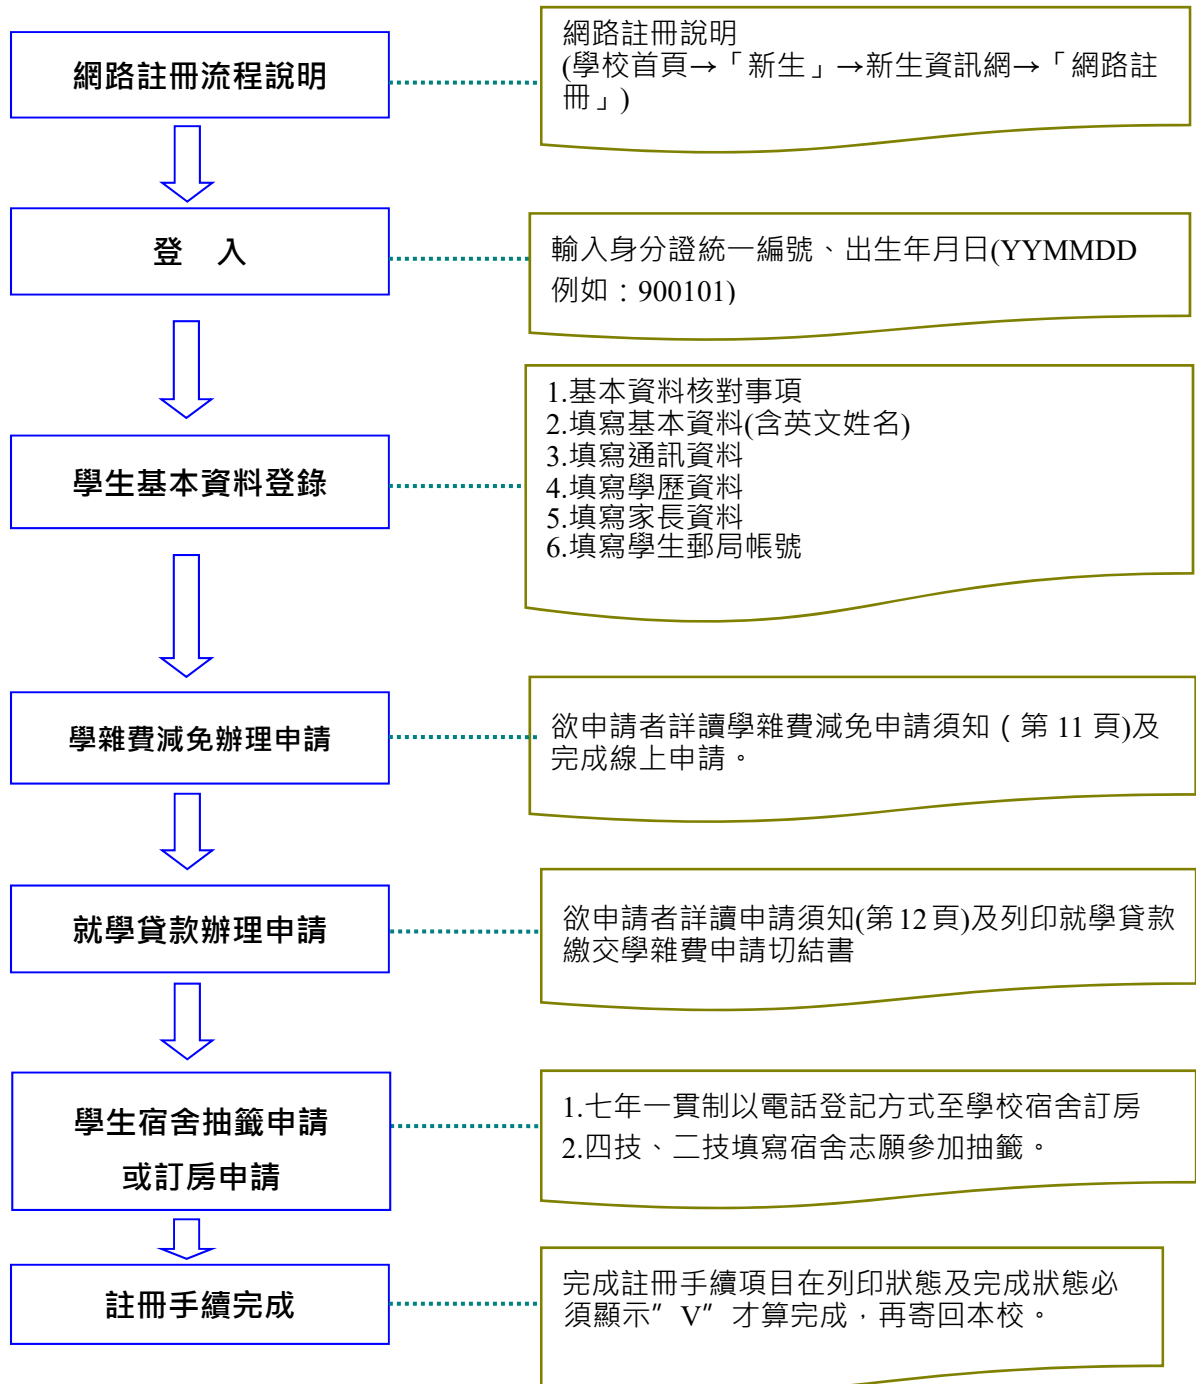 網路註冊流程說明
網路註冊說明
(學校首頁→「新生」→新生資訊網→「網路註
冊」)
登 入
輸入身分證統一編號、出生年月日(YYMMDD
例如：900101)
學生基本資料登錄
1.基本資料核對事項
2.填寫基本資料(含英文姓名)
3.填寫通訊資料
4.填寫學歷資料
5.填寫家長資料
6.填寫學生郵局帳號
學雜費減免辦理申請
欲申請者詳讀學雜費減免申請須知（第 11 頁)及
完成線上申請。
就學貸款辦理申請
欲申請者詳讀申請須知(第12頁)及列印就學貸款
繳交學雜費申請切結書
學生宿舍抽籤申請
或訂房申請
1.七年一貫制以電話登記方式至學校宿舍訂房
2.四技、二技填寫宿舍志願參加抽籤。
註冊手續完成
完成註冊手續項目在列印狀態及完成狀態必
須顯示”V”才算完成，再寄回本校。